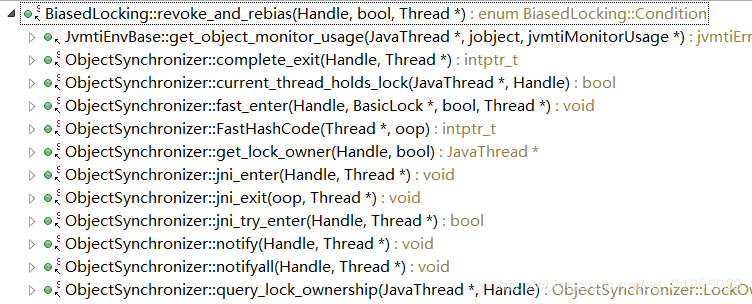 BiasedLocking::revoke_and_rebias(Handle, bool, Thread *) : enum BiasedLocking::Condition
JvmtiEnvBase::get_object_monitor_usage(JavaThread *, jobject, jvmtiMonitorUsage *) : jvmtiErr
ObjectSynchronizer::complete_exit(Handle, Thread *) : intptr_t
ObjectSynchronizer::current_thread_holds_lock(JavaThread *, Handle) : bool
ObjectSynchronizer::fast_enter(Handle, BasicLock *, bool, Thread *) : void
ObjectSynchronizer::FastHashCode(Thread *, oop) : intptr_t
ObjectSynchronizer::get_lock_owner(Handle, bool) : JavaThread *
ObjectSynchronizer::jni_enter(Handle, Thread *) : void
ObjectSynchronizer::jni_exit(oop, Thread *) : void
ObjectSynchronizer::jni_try_enter(Handle, Thread *) : bool
ObjectSynchronizer::notify(Handle, Thread *) : void
ObjectSynchronizer::notifyall(Handle, Thread *) : void
ObjectSynchronizer::query_lock_ownership(JavaThread *, Handle) : ObjectSynchronizer::LockOw